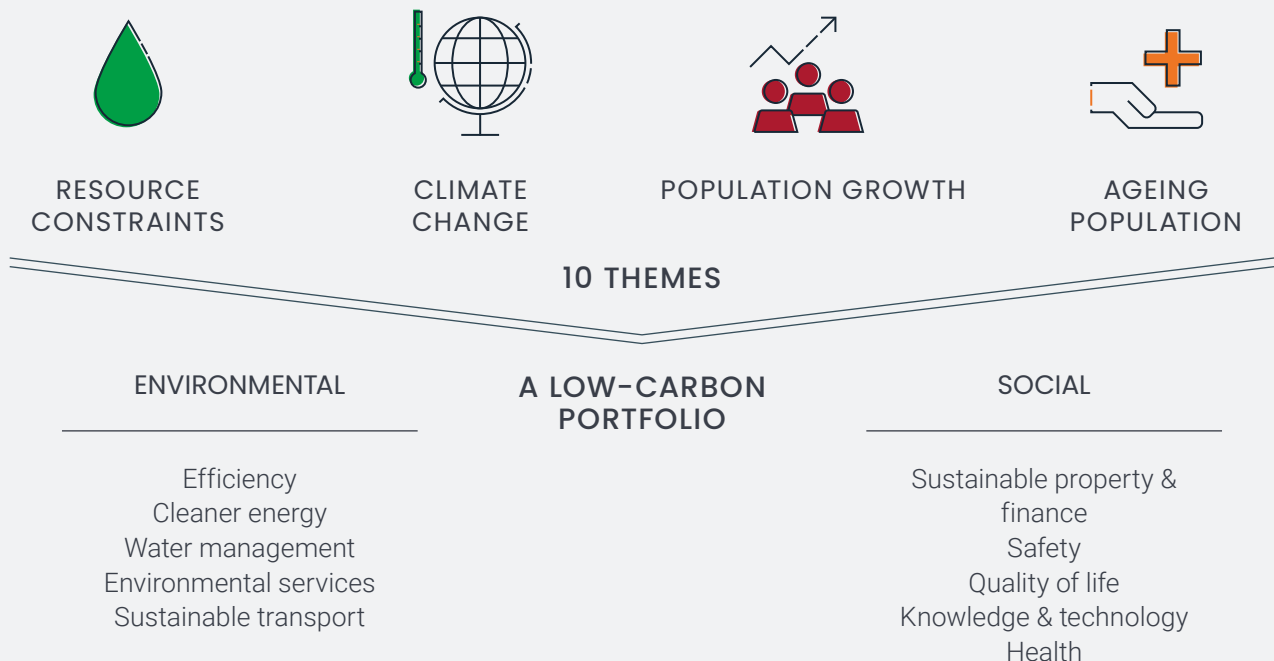 RESOURCE
CONSTRAINTS
CLIMATE
CHANGE
POPULATION GROWTH
AGEING
POPULATION
10 THEMES
ENVIRONMENTAL
Efficiency
Cleaner energy
Water management
Environmental services
Sustainable transport
A LOW-CARBON
PORTFOLIO
SOCIAL
Sustainable property &
finance
Safety
Quality of life
Knowledge & technology
Health